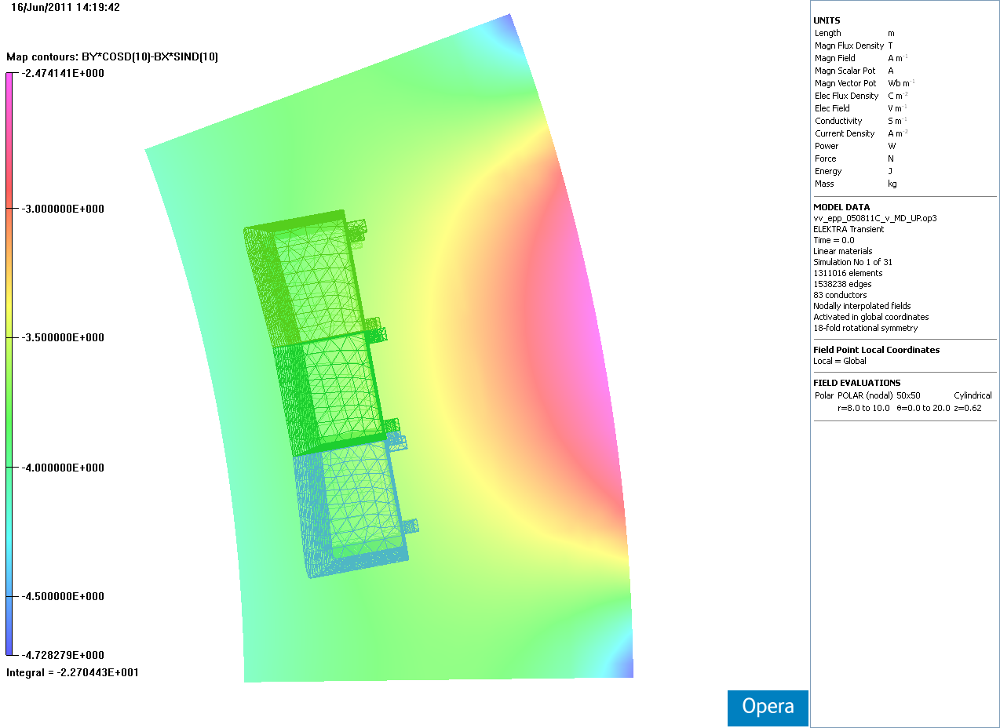 16/Jun/2011 14:19:42
Map contours: BY*COSD(10)-BX*SIND(10)
-2.474141E+000
-3.000000E+000
-3.500000E+000
-4.000000E+000
-4.500000E+000
-4.728279E+000
Integral = -2.270443E+001
Opera
UNITS
Length m
Magn Flux Density T
Magn Field A m⁻¹
Magn Scalar Pot A
Magn Vector Pot Wb m⁻¹
Elec Flux Density C m⁻²
Elec Field V m⁻¹
Conductivity S m⁻¹
Current Density A m⁻²
Power W
Force N
Energy J
Mass kg
MODEL DATA
vv_epp_050811C_v_MD_UP.op3
ELEKTRA Transient
Time = 0.0
Linear materials
Simulation No 1 of 31
1311016 elements
1538238 edges
83 conductors
Nodally interpolated fields
Activated in global coordinates
18-fold rotational symmetry
Field Point Local Coordinates
Local = Global
FIELD EVALUATIONS
Polar POLAR (nodal) 50x50 Cylindrical
r=8.0 to 10.0 θ=0.0 to 20.0 z=0.62